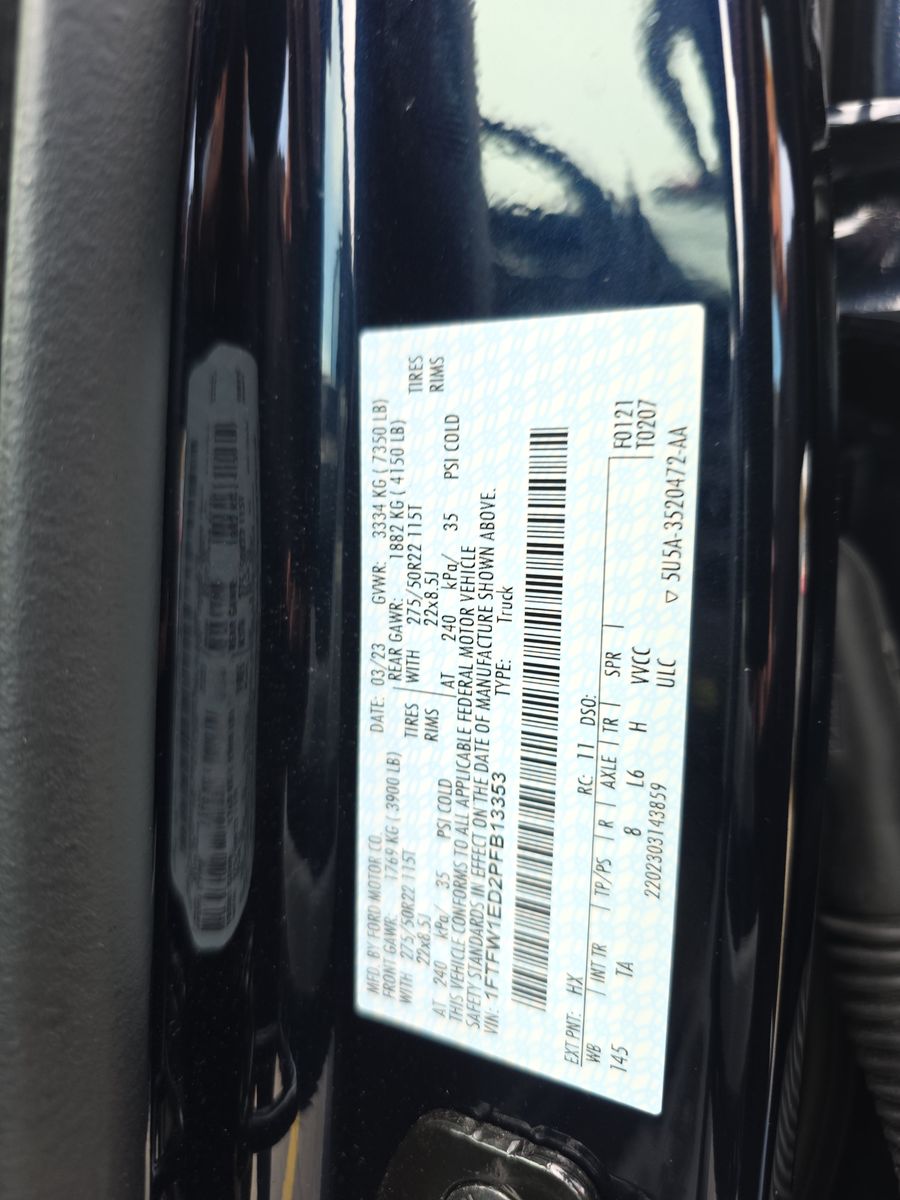 MFD. BY FORD MOTOR CO. DATE: 03/23 GVWR: 3334 KG ( 7350 LB)
FRONT GAWR: 1769 KG ( 3900 LB) REAR GAWR: 1882 KG ( 4150 LB)
WITH 275/50R22 115T TIRES WITH 275/50R22 115T TIRES
22x8.5J RIMS 22x8.5J RIMS
AT 240 kPa/ 35 PSI COLD AT 240 kPa/ 35 PSI COLD
THIS VEHICLE CONFORMS TO ALL APPLICABLE FEDERAL MOTOR VEHICLE
SAFETY STANDARDS IN EFFECT ON THE DATE OF MANUFACTURE SHOWN ABOVE.
VIN: 1FTFW1ED2PFB13353 TYPE: Truck
EXT PNT: HX RC: 11 DSO:
WB INT TR TP/PS R AXLE TR SPR F0121
145 TA 8 L6 H VVCC T0207
ULC
2202303143859 ▽ 5U5A-3520472-AA